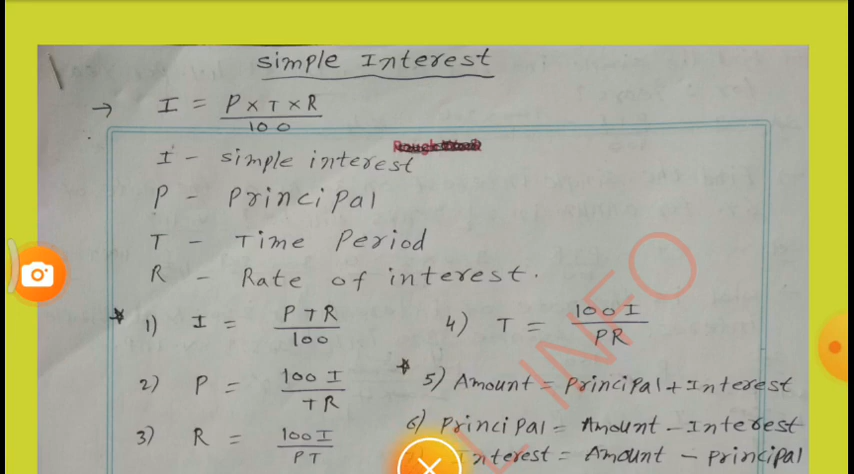 Simple Interest
→ I = P x T x R / 100
I - simple interest
P - Principal
T - Time Period
R - Rate of interest.
* 1) I = PTR / 100
2) P = 100 I / TR
3) R = 100 I / PT
4) T = 100 I / PR
* 5) Amount = Principal + Interest
6) Principal = Amount - Interest
Interest = Amount - Principal
INFO